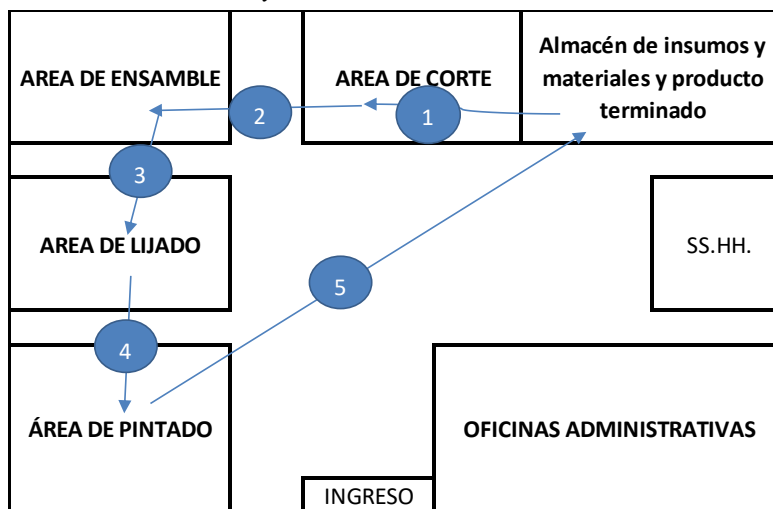 Almacén de insumos y
materiales y producto
terminado
AREA DE ENSAMBLE
AREA DE CORTE
2
1
3
AREA DE LIJADO
SS.HH.
5
4
ÁREA DE PINTADO
OFICINAS ADMINISTRATIVAS
INGRESO